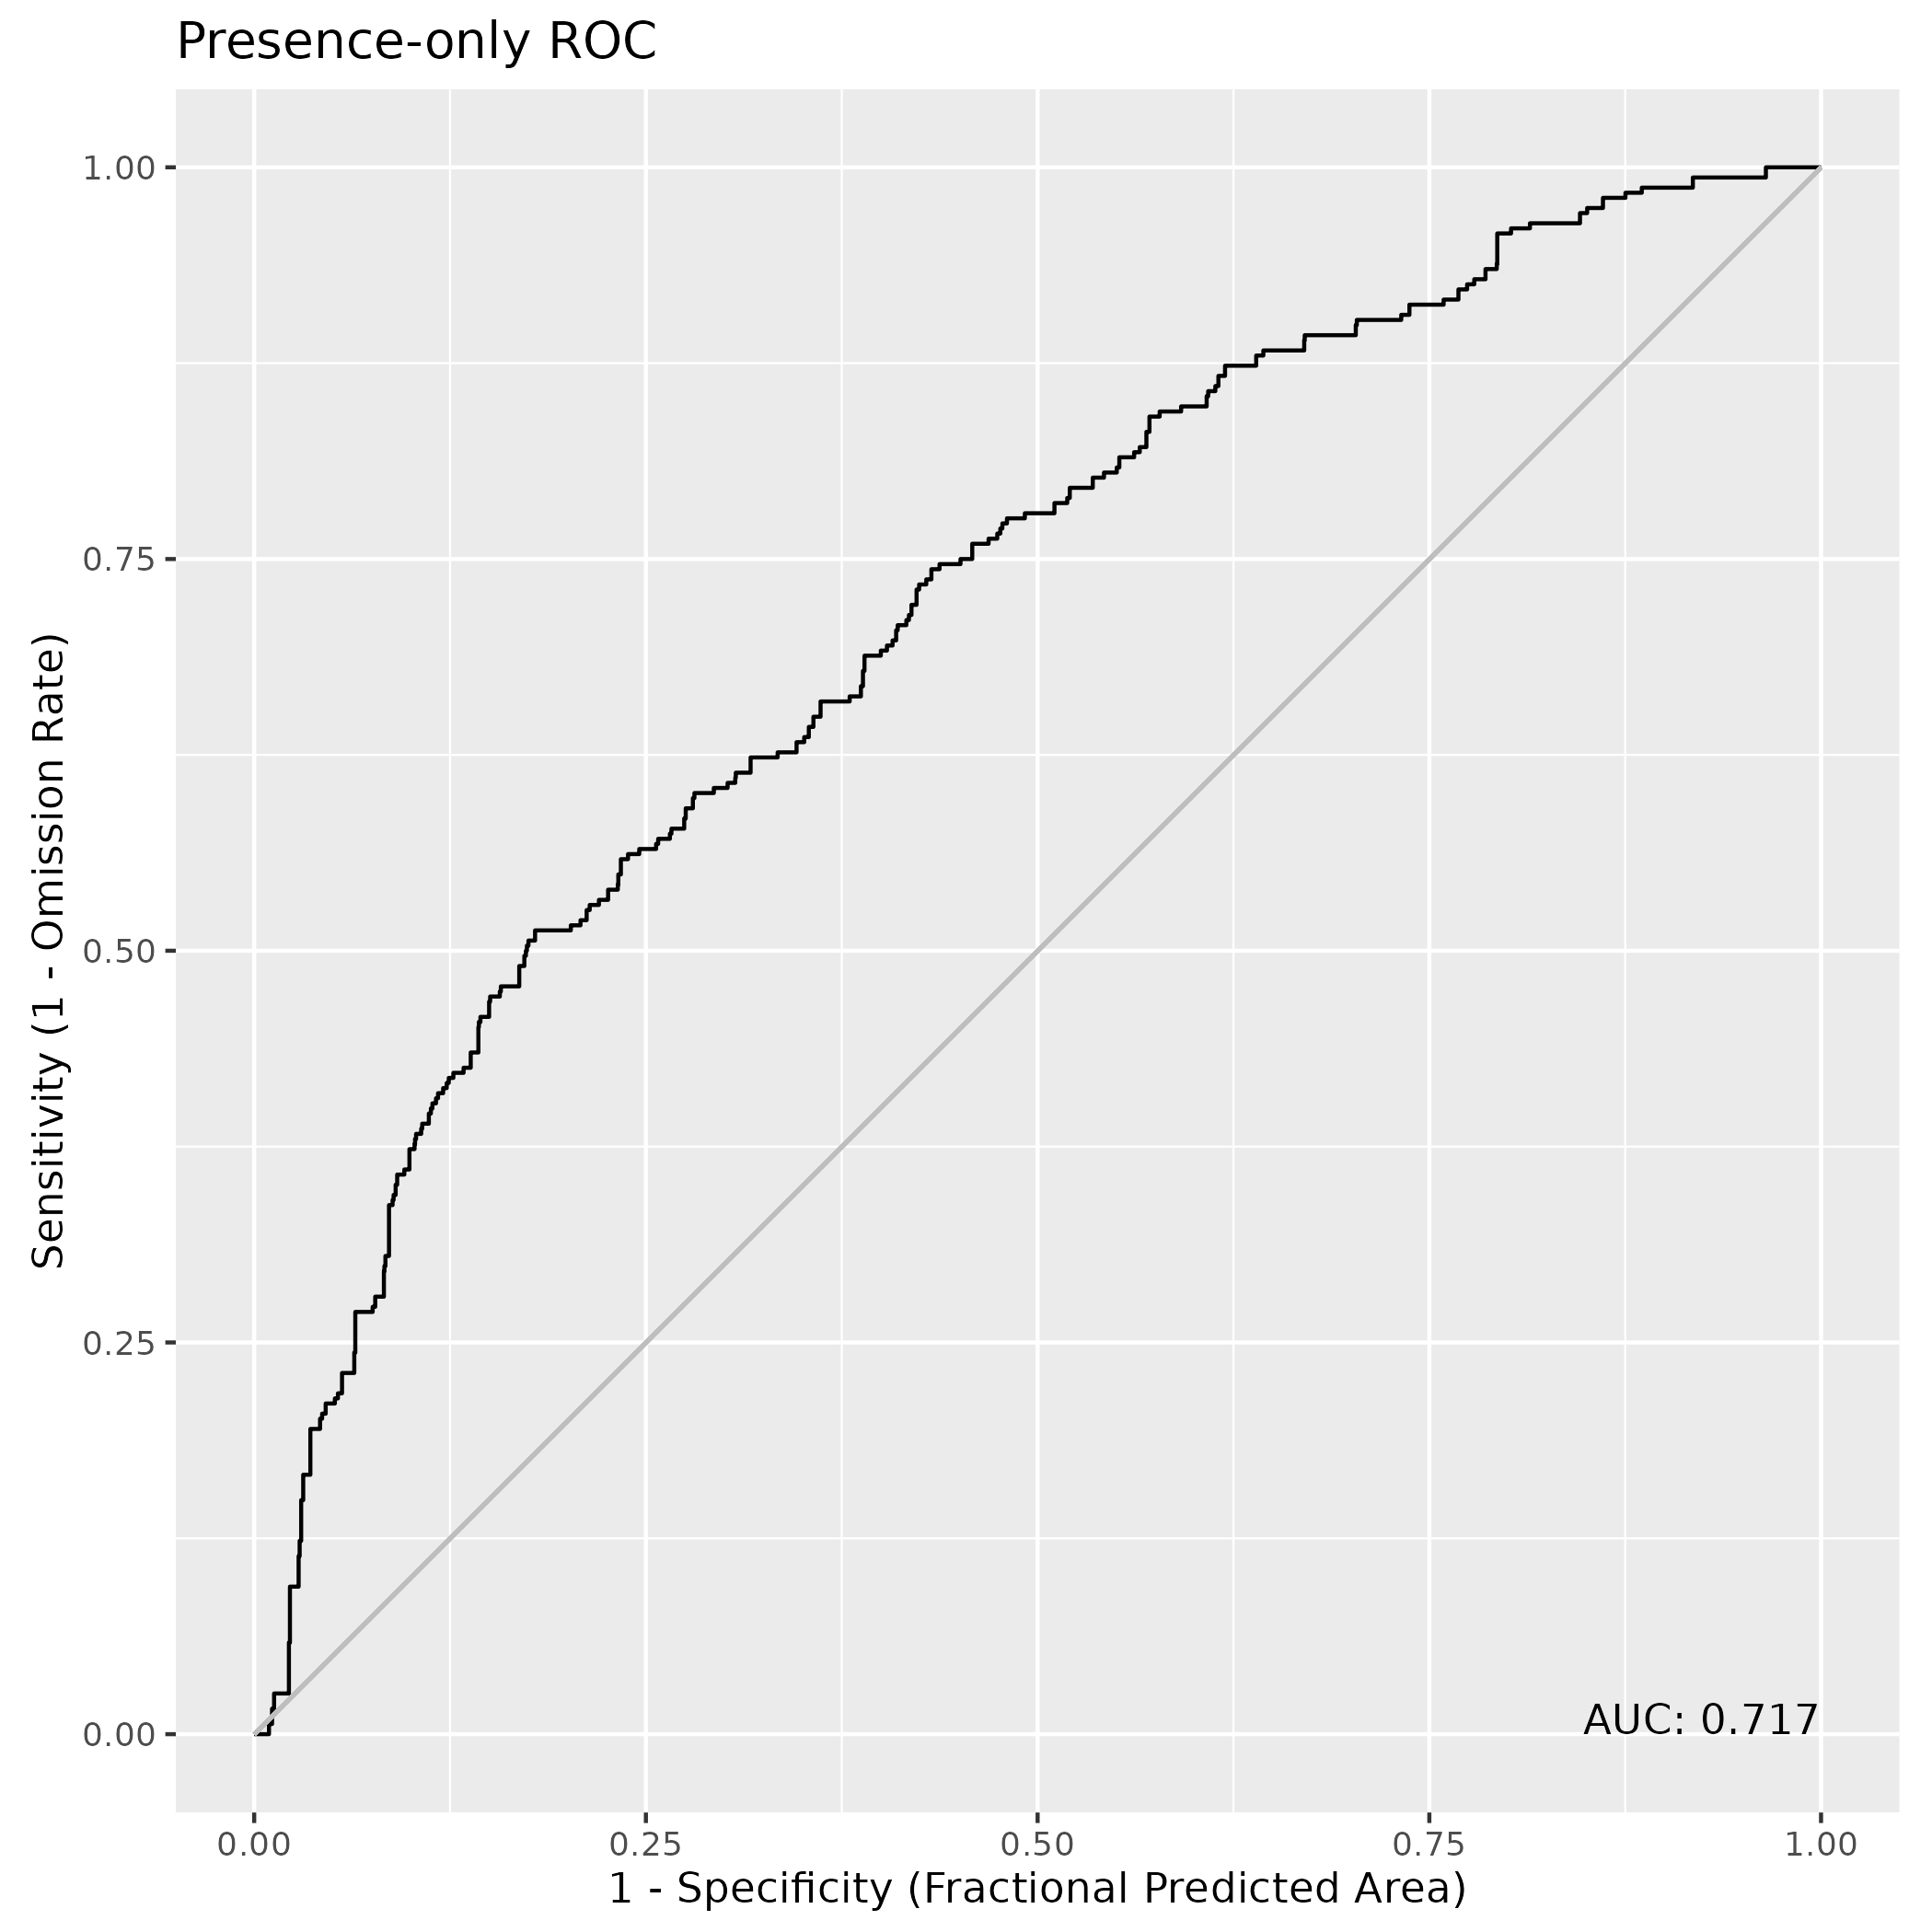 Presence-only ROC
Sensitivity (1 - Omission Rate)
1.00
0.75
0.50
0.25
0.00
AUC: 0.717
0.00 0.25 0.50 0.75 1.00
1 - Specificity (Fractional Predicted Area)